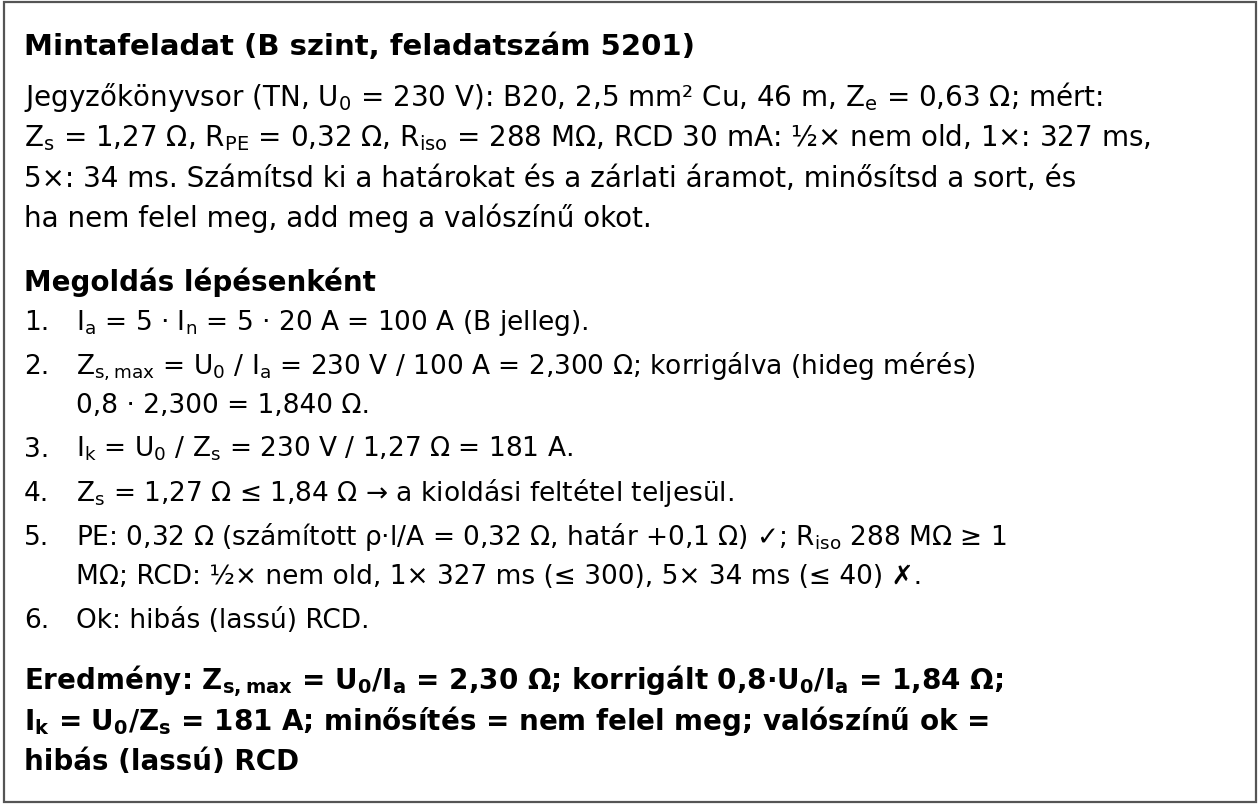 Mintafeladat (B szint, feladatszám 5201)
Jegyzőkönyvsor (TN, U₀ = 230 V): B20, 2,5 mm² Cu, 46 m, Zₑ = 0,63 Ω; mért:
Zₛ = 1,27 Ω, R_PE = 0,32 Ω, R_iso = 288 MΩ, RCD 30 mA: ½× nem old, 1×: 327 ms,
5×: 34 ms. Számítsd ki a határokat és a zárlati áramot, minősítsd a sort, és
ha nem felel meg, add meg a valószínű okot.
Megoldás lépésenként
1. Iₐ = 5 · Iₙ = 5 · 20 A = 100 A (B jelleg).
2. Z_s,max = U₀ / Iₐ = 230 V / 100 A = 2,300 Ω; korrigálva (hideg mérés)
0,8 · 2,300 = 1,840 Ω.
3. Iₖ = U₀ / Zₛ = 230 V / 1,27 Ω = 181 A.
4. Zₛ = 1,27 Ω ≤ 1,84 Ω → a kioldási feltétel teljesül.
5. PE: 0,32 Ω (számított ρ·l/A = 0,32 Ω, határ +0,1 Ω) ✓; R_iso 288 MΩ ≥ 1
MΩ; RCD: ½× nem old, 1× 327 ms (≤ 300), 5× 34 ms (≤ 40) ✗.
6. Ok: hibás (lassú) RCD.
Eredmény: Z_s,max = U₀/Iₐ = 2,30 Ω; korrigált 0,8·U₀/Iₐ = 1,84 Ω;
Iₖ = U₀/Zₛ = 181 A; minősítés = nem felel meg; valószínű ok =
hibás (lassú) RCD